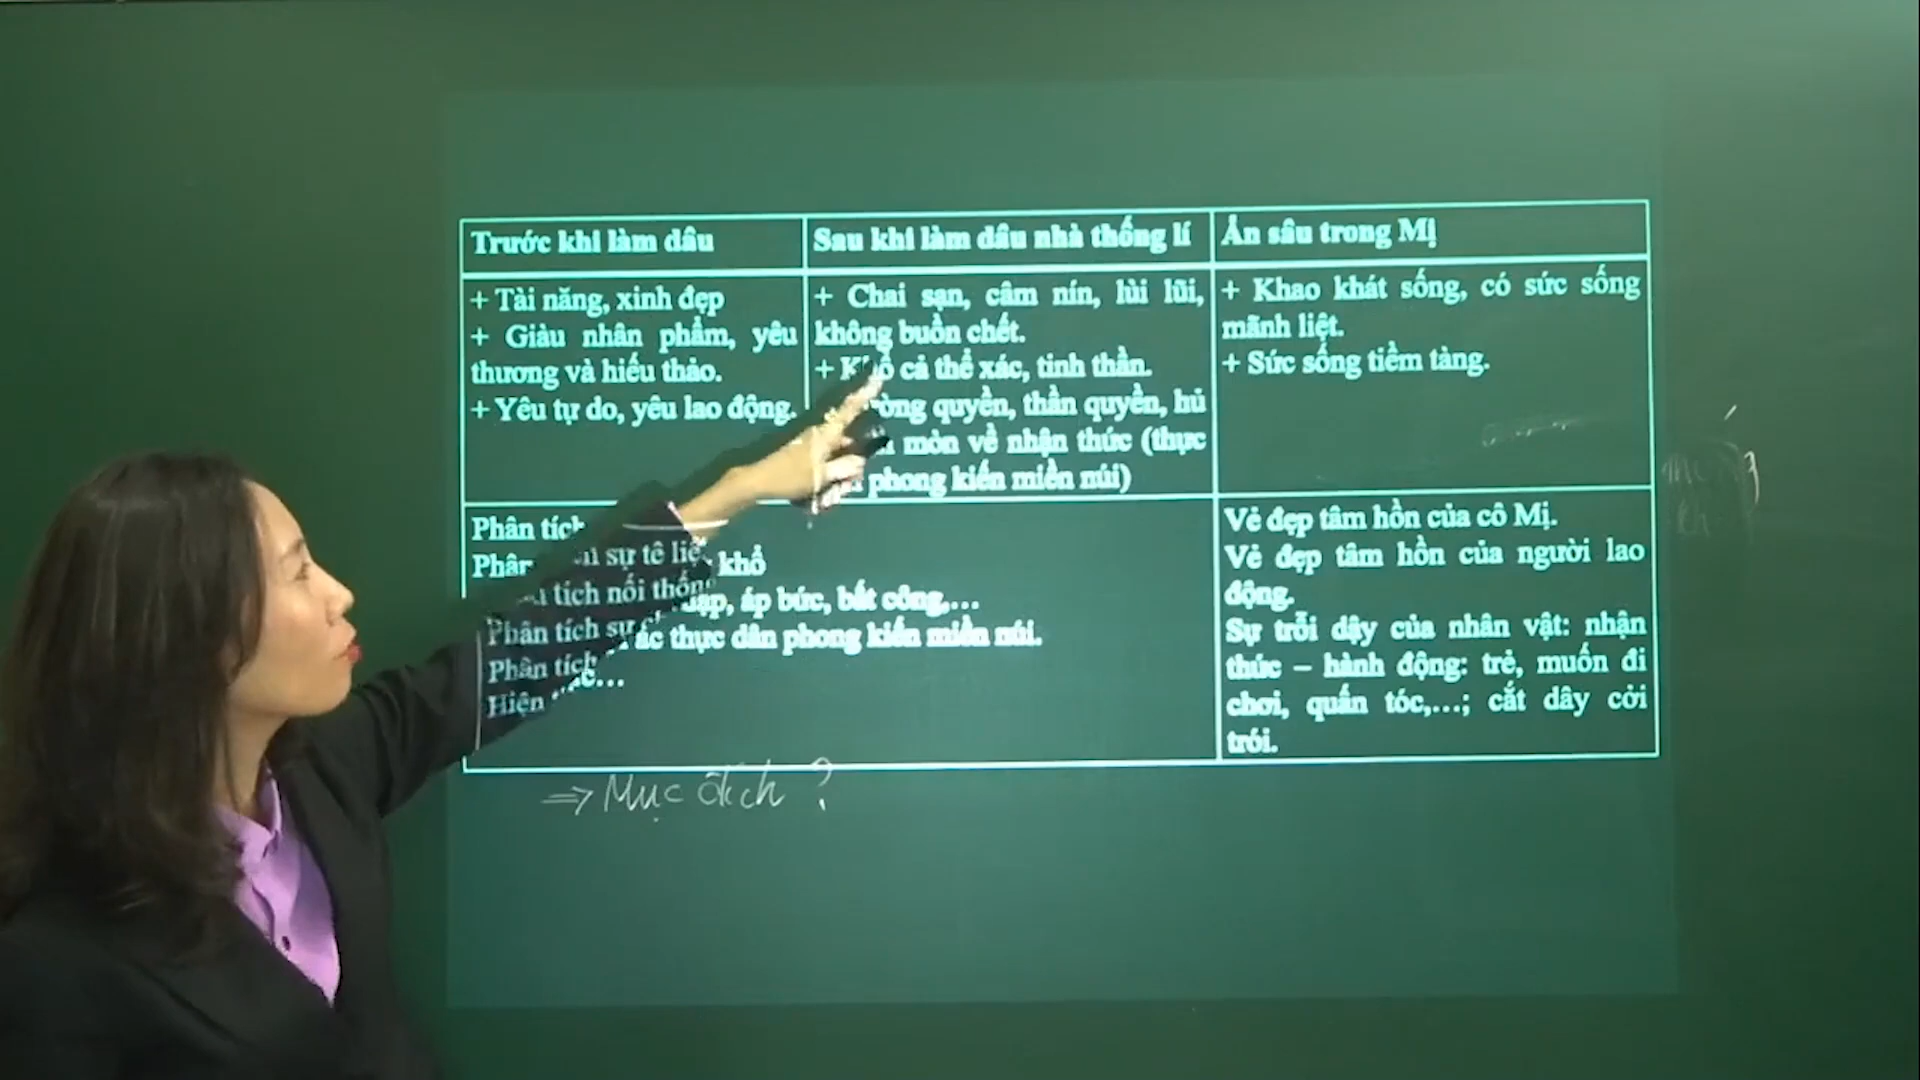 Trước khi làm dâu
+ Tài năng, xinh đẹp
+ Giàu nhân phẩm, yêu
thương và hiếu thảo.
+ Yêu tự do, yêu lao động.
Sau khi làm dâu nhà thống lí
+ Chai sạn, câm nín, lùi lũi,
không buồn chết.
+ Khổ cả thể xác, tinh thần.
quyền, thần quyền, hủ
mòn về nhận thức (thực
phong kiến miền núi)
Ẩn sâu trong Mị
+ Khao khát sống, có sức sống
mãnh liệt.
+ Sức sống tiềm tàng.
Phân tích
sự tê khổ
tích nối
Phân tích áp bức, bất công,...
Phân tích thực dân phong kiến miền núi.
Hiện
Vẻ đẹp tâm hồn của cô Mị.
Vẻ đẹp tâm hồn của người lao
động.
Sự trỗi dậy của nhân vật: nhận
thức – hành động: trẻ, muốn đi
chơi, quấn tóc,...; cắt dây cởi
trói.
⇒ Mục đích ?